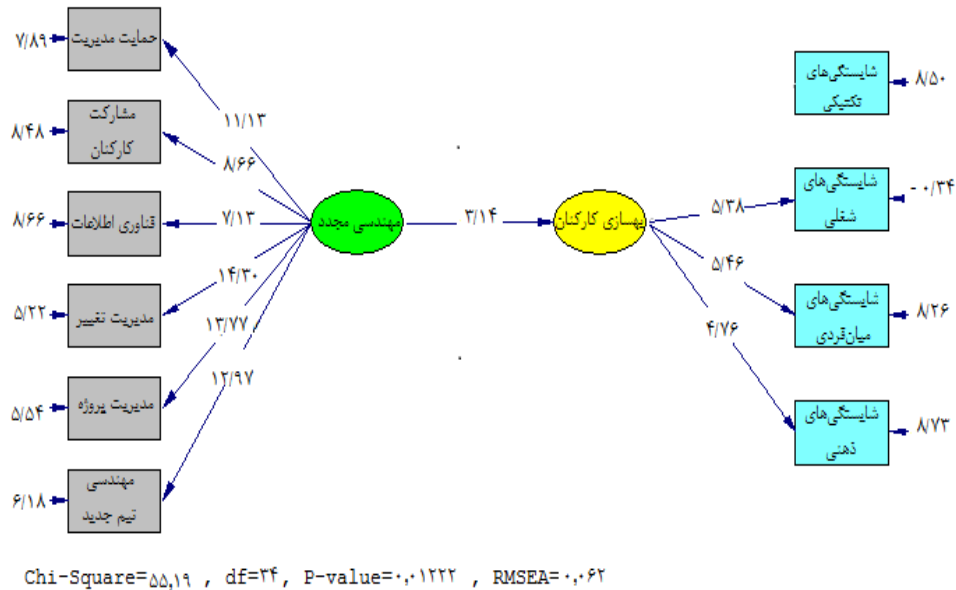 حمایت مدیریت
۷/۸۹
مشارکت
کارکنان
۸/۴۸
قناوری اطلاعات
۸/۶۶
مدیریت تغییر
۵/۲۲
مدیریت پروژه
۵/۵۴
مهندسی
تیم جدید
۶/۱۸
۱۱/۱۳
۸/۶۶
۷/۱۳
۱۴/۳۰
۱۳/۷۷
۱۲/۹۷
مهندسی مجدد
۳/۱۴
بهسازی کارکنان
۵/۳۸
۵/۴۶
۴/۷۶
شایستگی‌های
تکتیکی
۸/۵۰
شایستگی‌های
شغلی
- ۰/۳۴
شایستگی‌های
میان‌قردی
۸/۲۶
شایستگی‌های
ذهنی
۸/۷۳
Chi-Square=۵۵,۱۹ , df=۳۴, P-value=۰,۰۱۲۲۲ , RMSEA=۰,۰۶۲